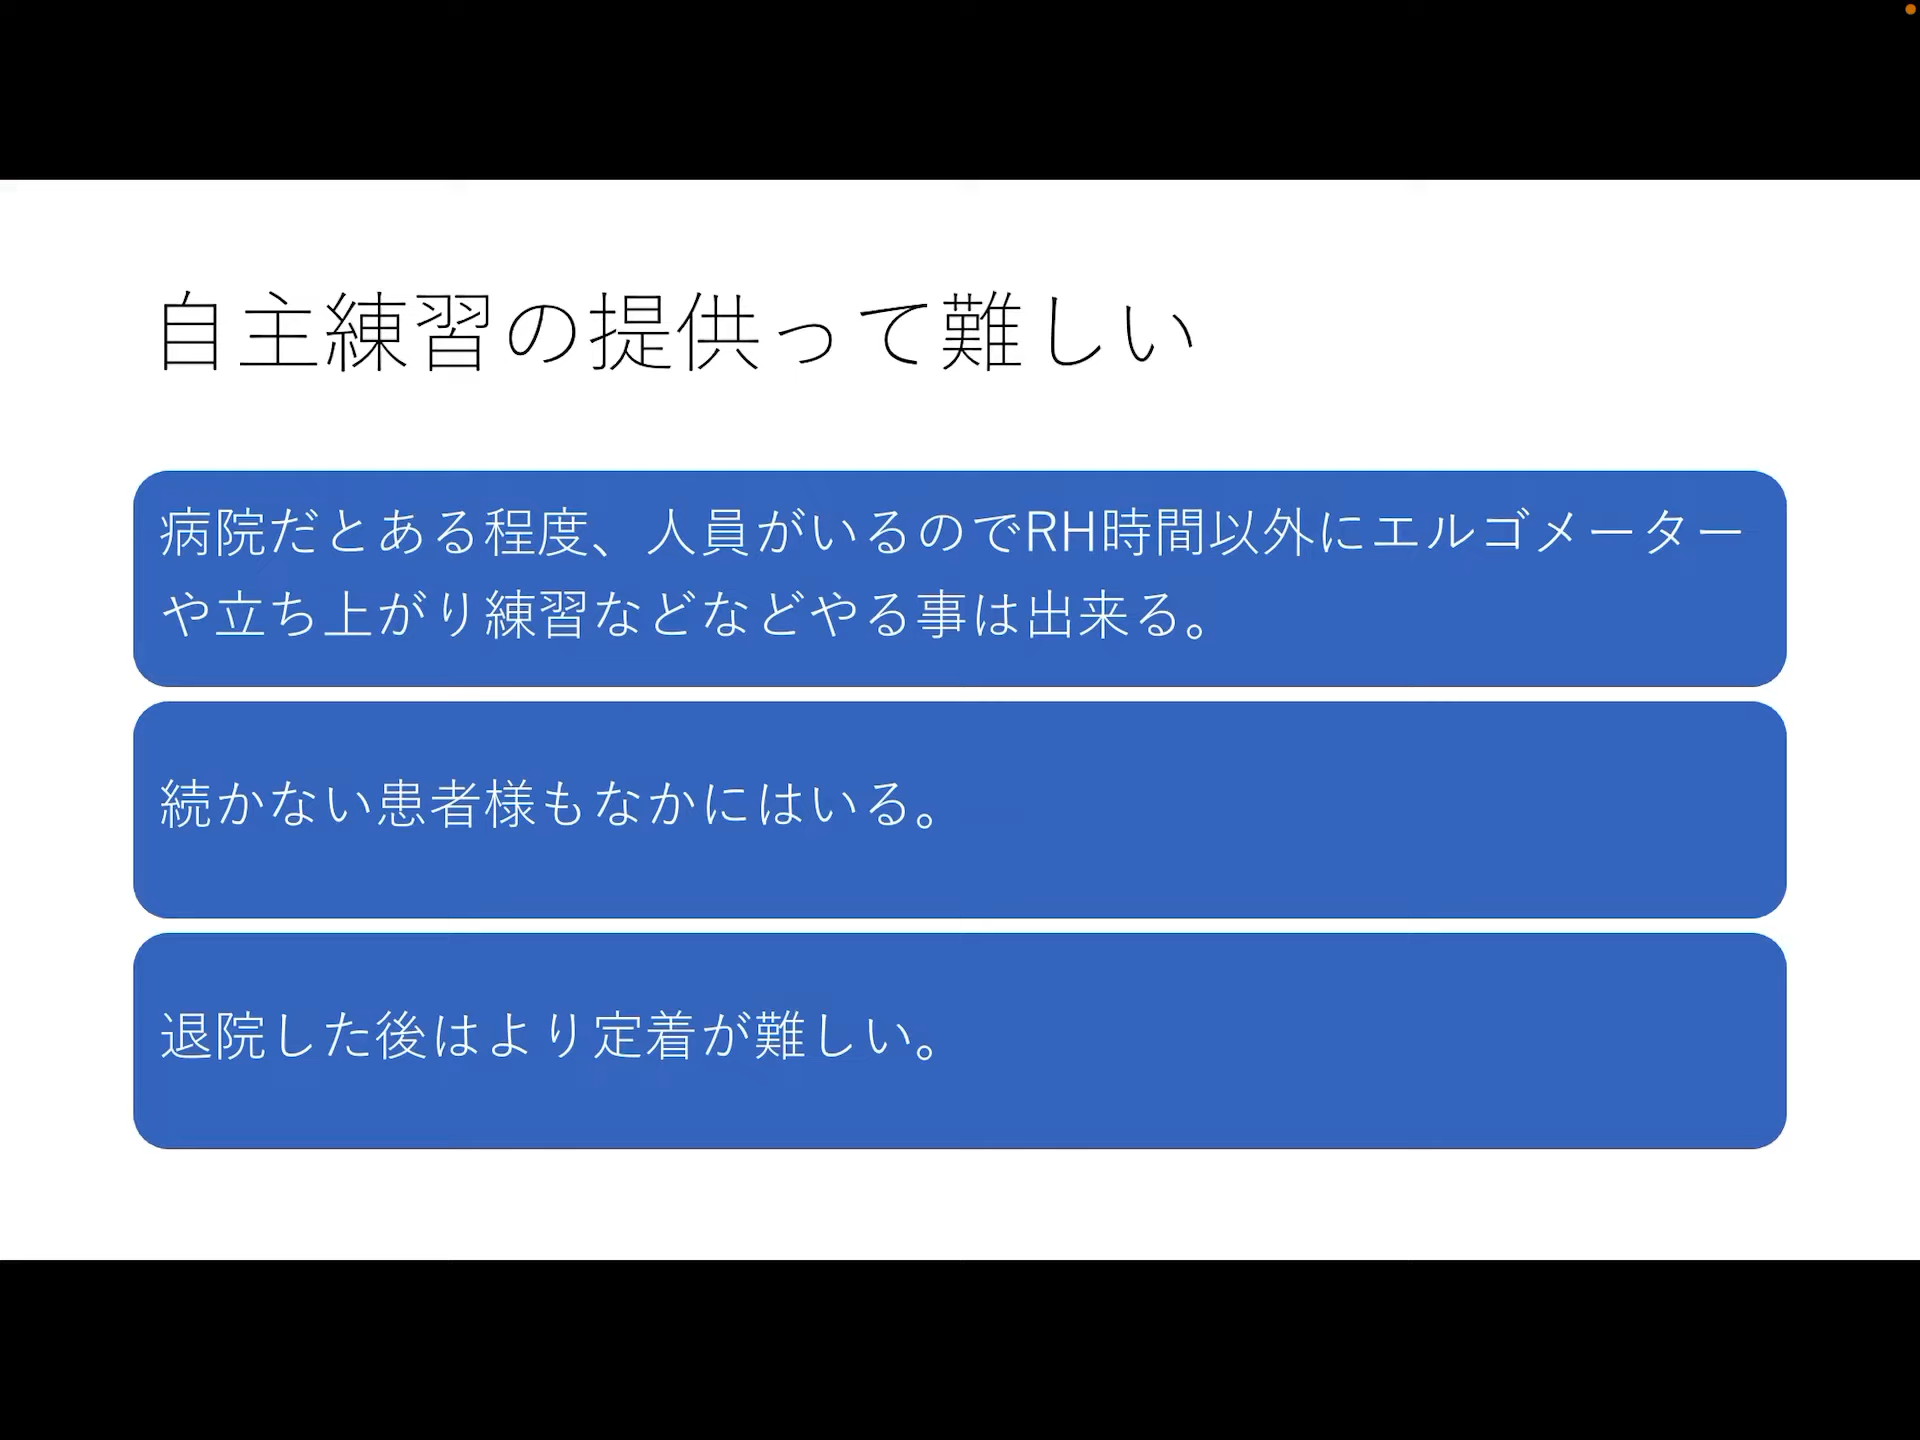 自主練習の提供って難しい
病院だとある程度、人員がいるのでRH時間以外にエルゴメーター
や立ち上がり練習などなどやる事は出来る。
続かない患者様もなかにはいる。
退院した後はより定着が難しい。